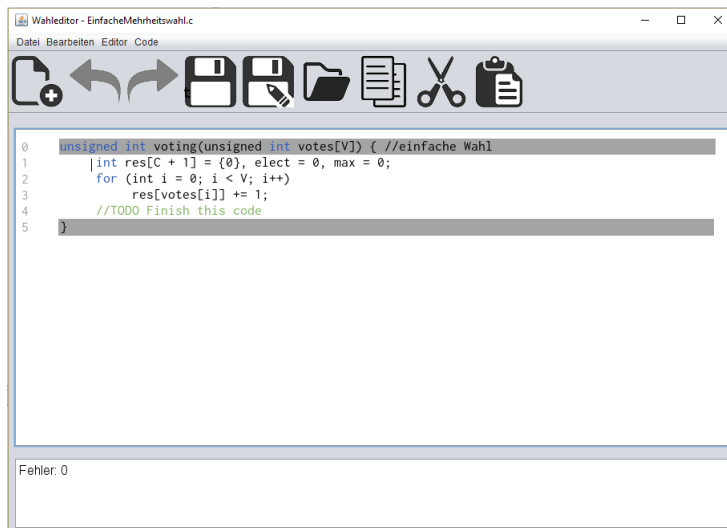 Wahleditor - EinfacheMehrheitswahl.c
Datei Bearbeiten Editor Code
0 unsigned int voting(unsigned int votes[V]) { //einfache Wahl
1 int res[C + 1] = {0}, elect = 0, max = 0;
2 for (int i = 0; i < V; i++)
3 res[votes[i]] += 1;
4 //TODO Finish this code
5 }
Fehler: 0